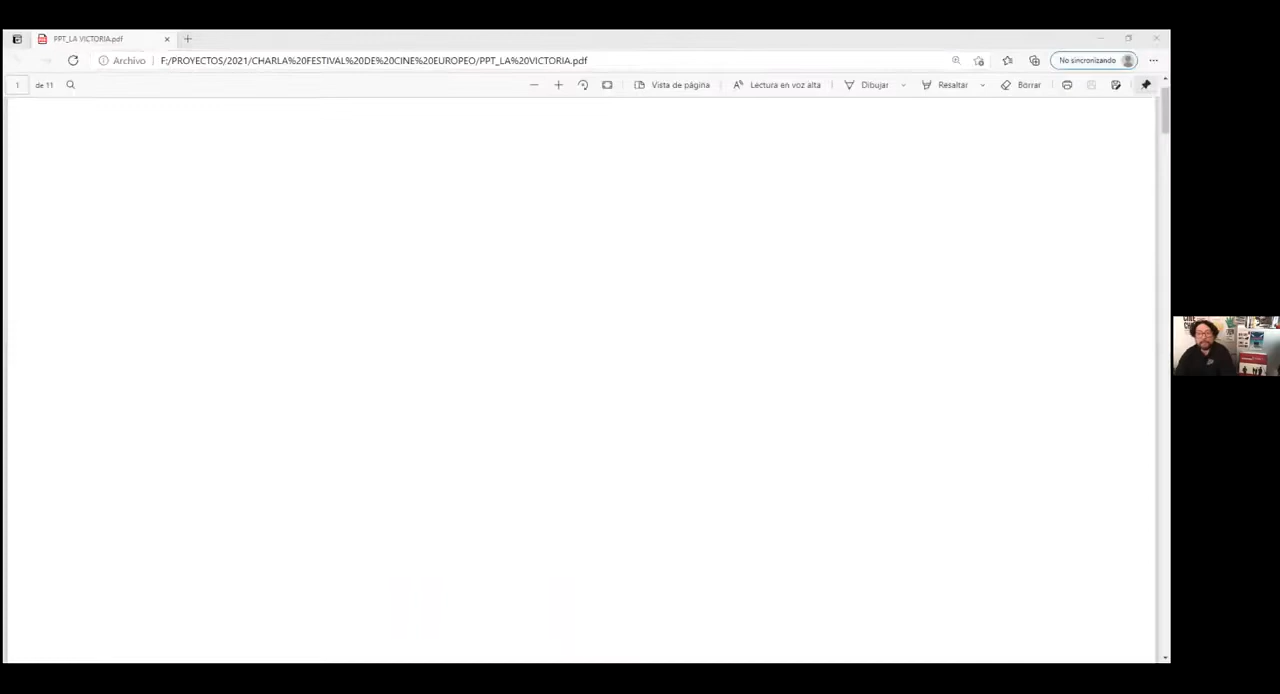 PPT_LA VICTORIA.pdf
Archivo
F:/PROYECTOS/2021/CHARLA%20FESTIVAL%20DE%20CINE%20EUROPEO/PPT_LA%20VICTORIA.pdf
No sincronizando
1 de 11
Vista de página
Lectura en voz alta
Dibujar
Resaltar
Borrar